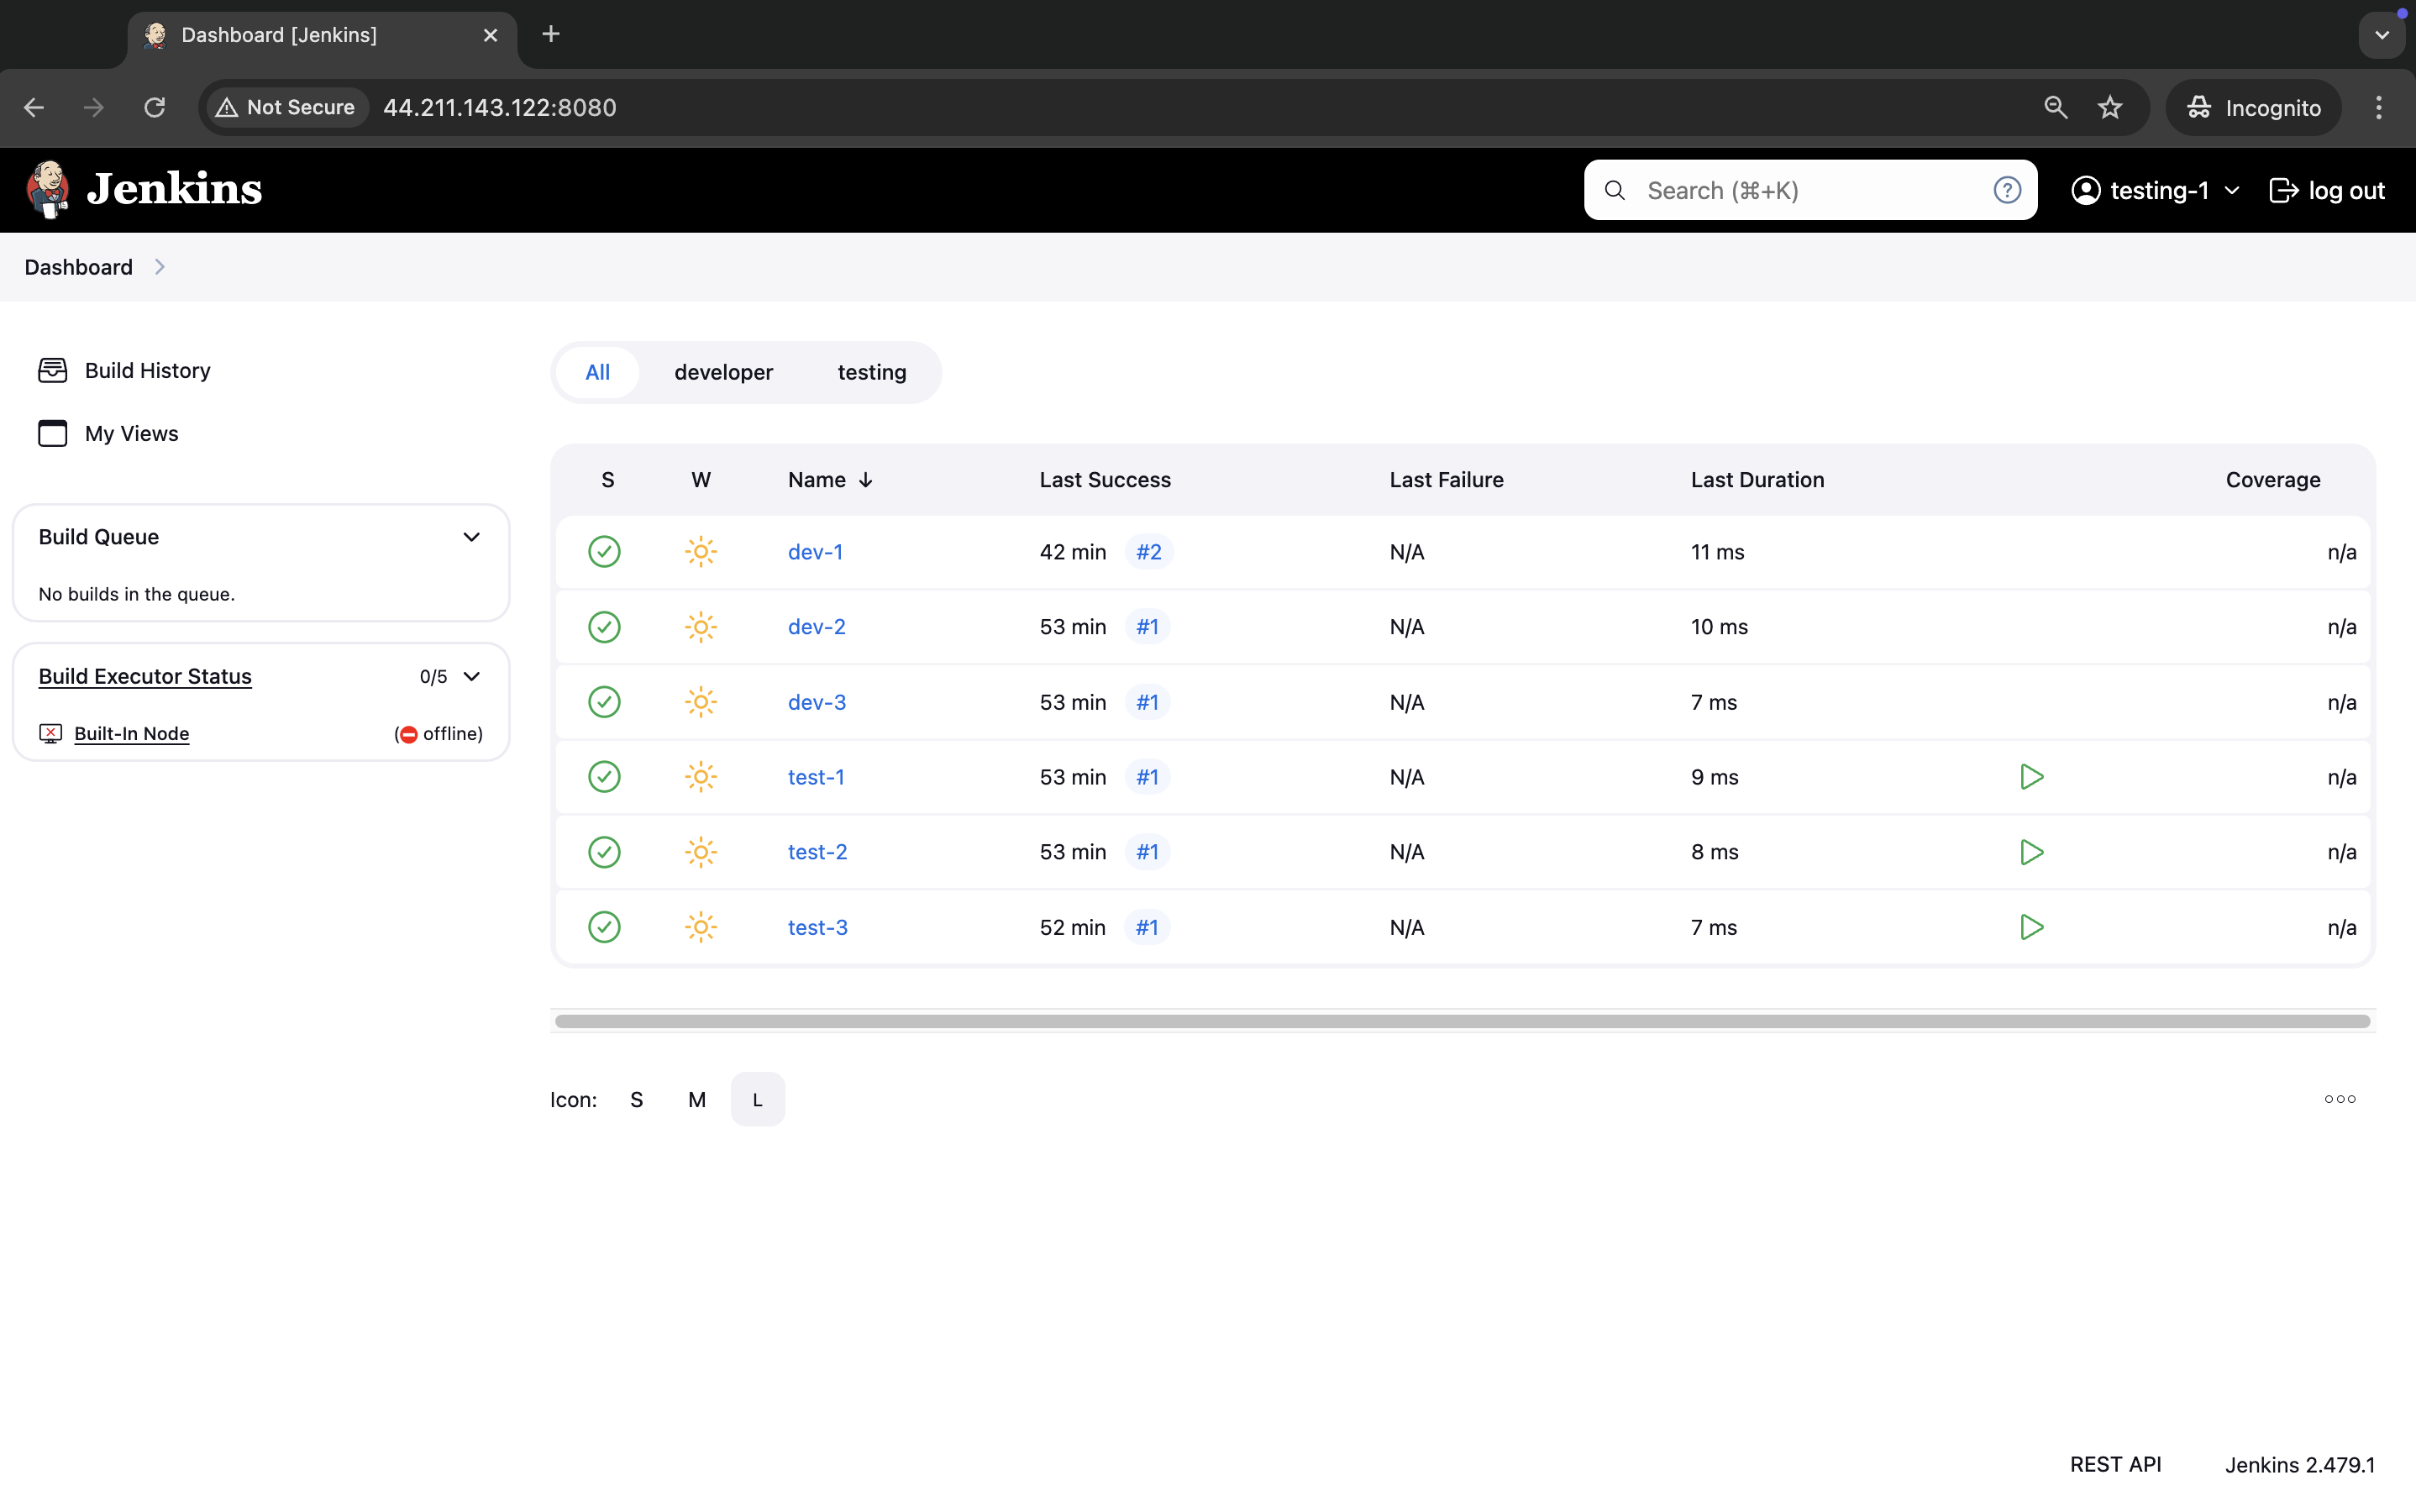 Dashboard [Jenkins]
Not Secure 44.211.143.122:8080 Incognito
Jenkins Search (⌘+K) testing-1 log out
Dashboard
Build History
My Views
Build Queue
No builds in the queue.
Build Executor Status 0/5
Built-In Node (offline)
All developer testing
S W Name ↓ Last Success Last Failure Last Duration Coverage
dev-1 42 min #2 N/A 11 ms n/a
dev-2 53 min #1 N/A 10 ms n/a
dev-3 53 min #1 N/A 7 ms n/a
test-1 53 min #1 N/A 9 ms n/a
test-2 53 min #1 N/A 8 ms n/a
test-3 52 min #1 N/A 7 ms n/a
Icon: S M L
REST API Jenkins 2.479.1